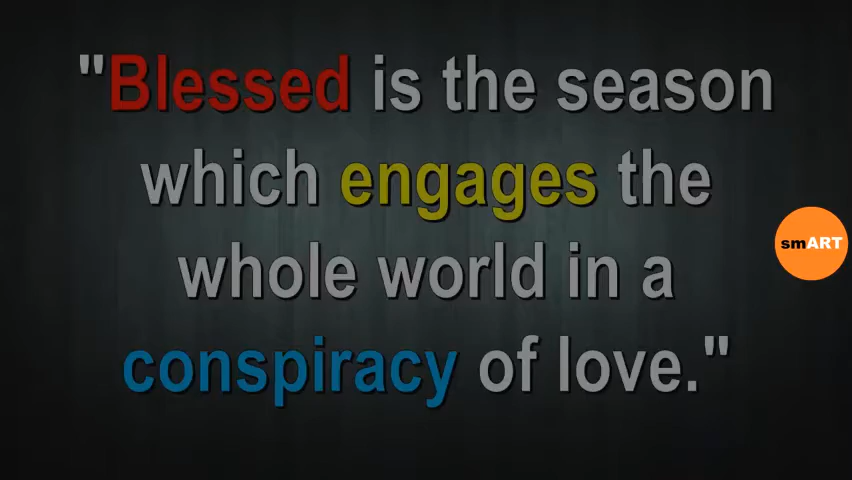 "Blessed is the season
which engages the
whole world in a
conspiracy of love."
smART